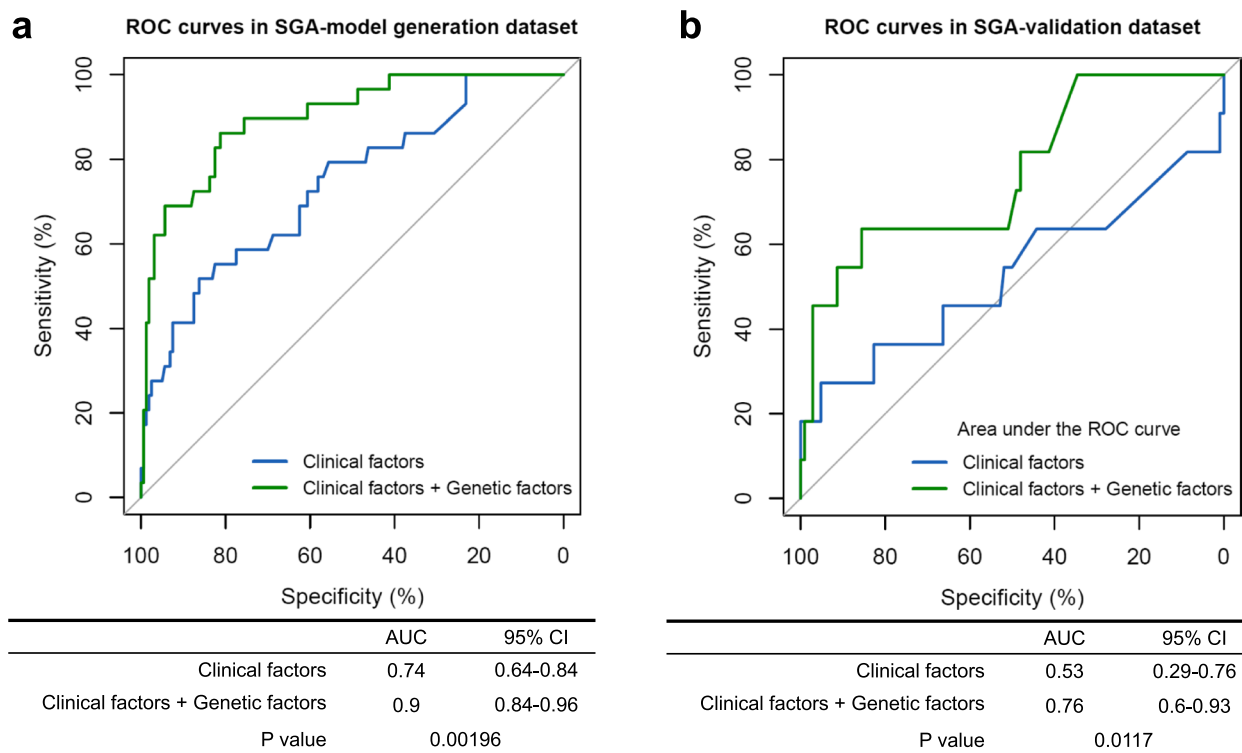 a
ROC curves in SGA-model generation dataset
100
80
60
40
20
0
Sensitivity (%)
Clinical factors
Clinical factors + Genetic factors
100
80
60
40
20
0
Specificity (%)
AUC 95% CI
Clinical factors 0.74 0.64-0.84
Clinical factors + Genetic factors 0.9 0.84-0.96
P value 0.00196
b
ROC curves in SGA-validation dataset
100
80
60
40
20
0
Sensitivity (%)
Area under the ROC curve
Clinical factors
Clinical factors + Genetic factors
100
80
60
40
20
0
Specificity (%)
AUC 95% CI
Clinical factors 0.53 0.29-0.76
Clinical factors + Genetic factors 0.76 0.6-0.93
P value 0.0117